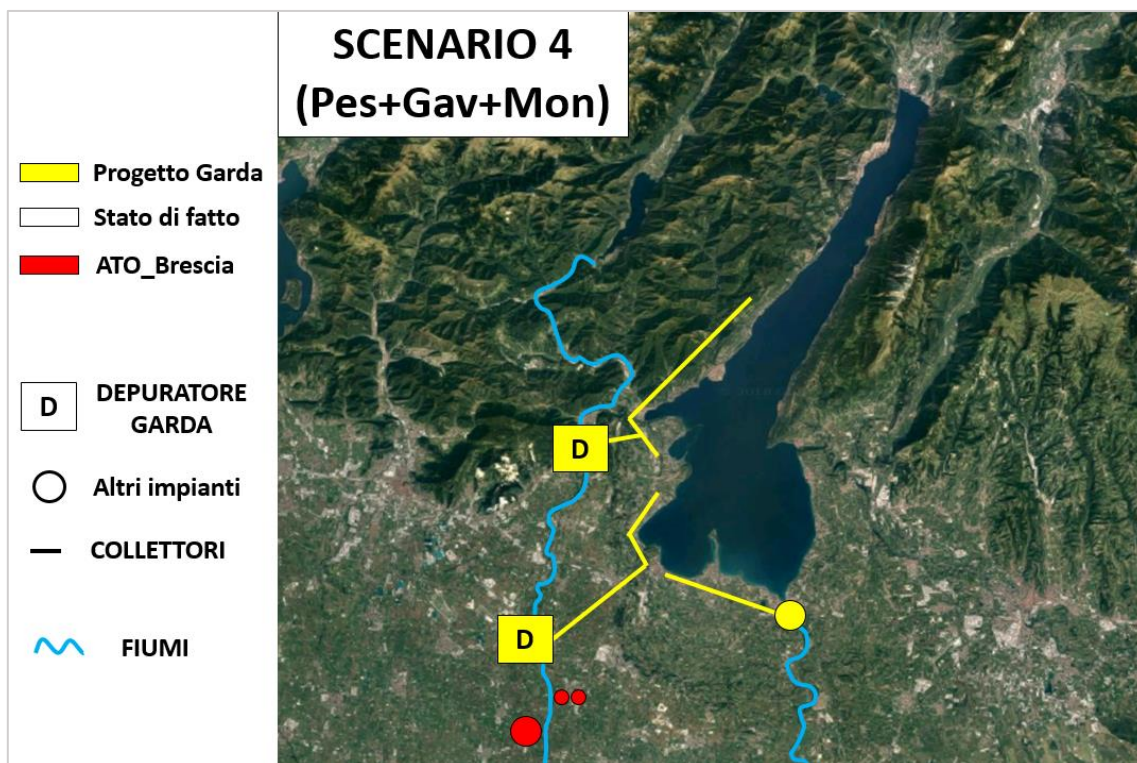 SCENARIO 4
(Pes+Gav+Mon)
Progetto Garda
Stato di fatto
ATO_Brescia
D
DEPURATORE
GARDA
Altri impianti
COLLETTORI
FIUMI
D
D